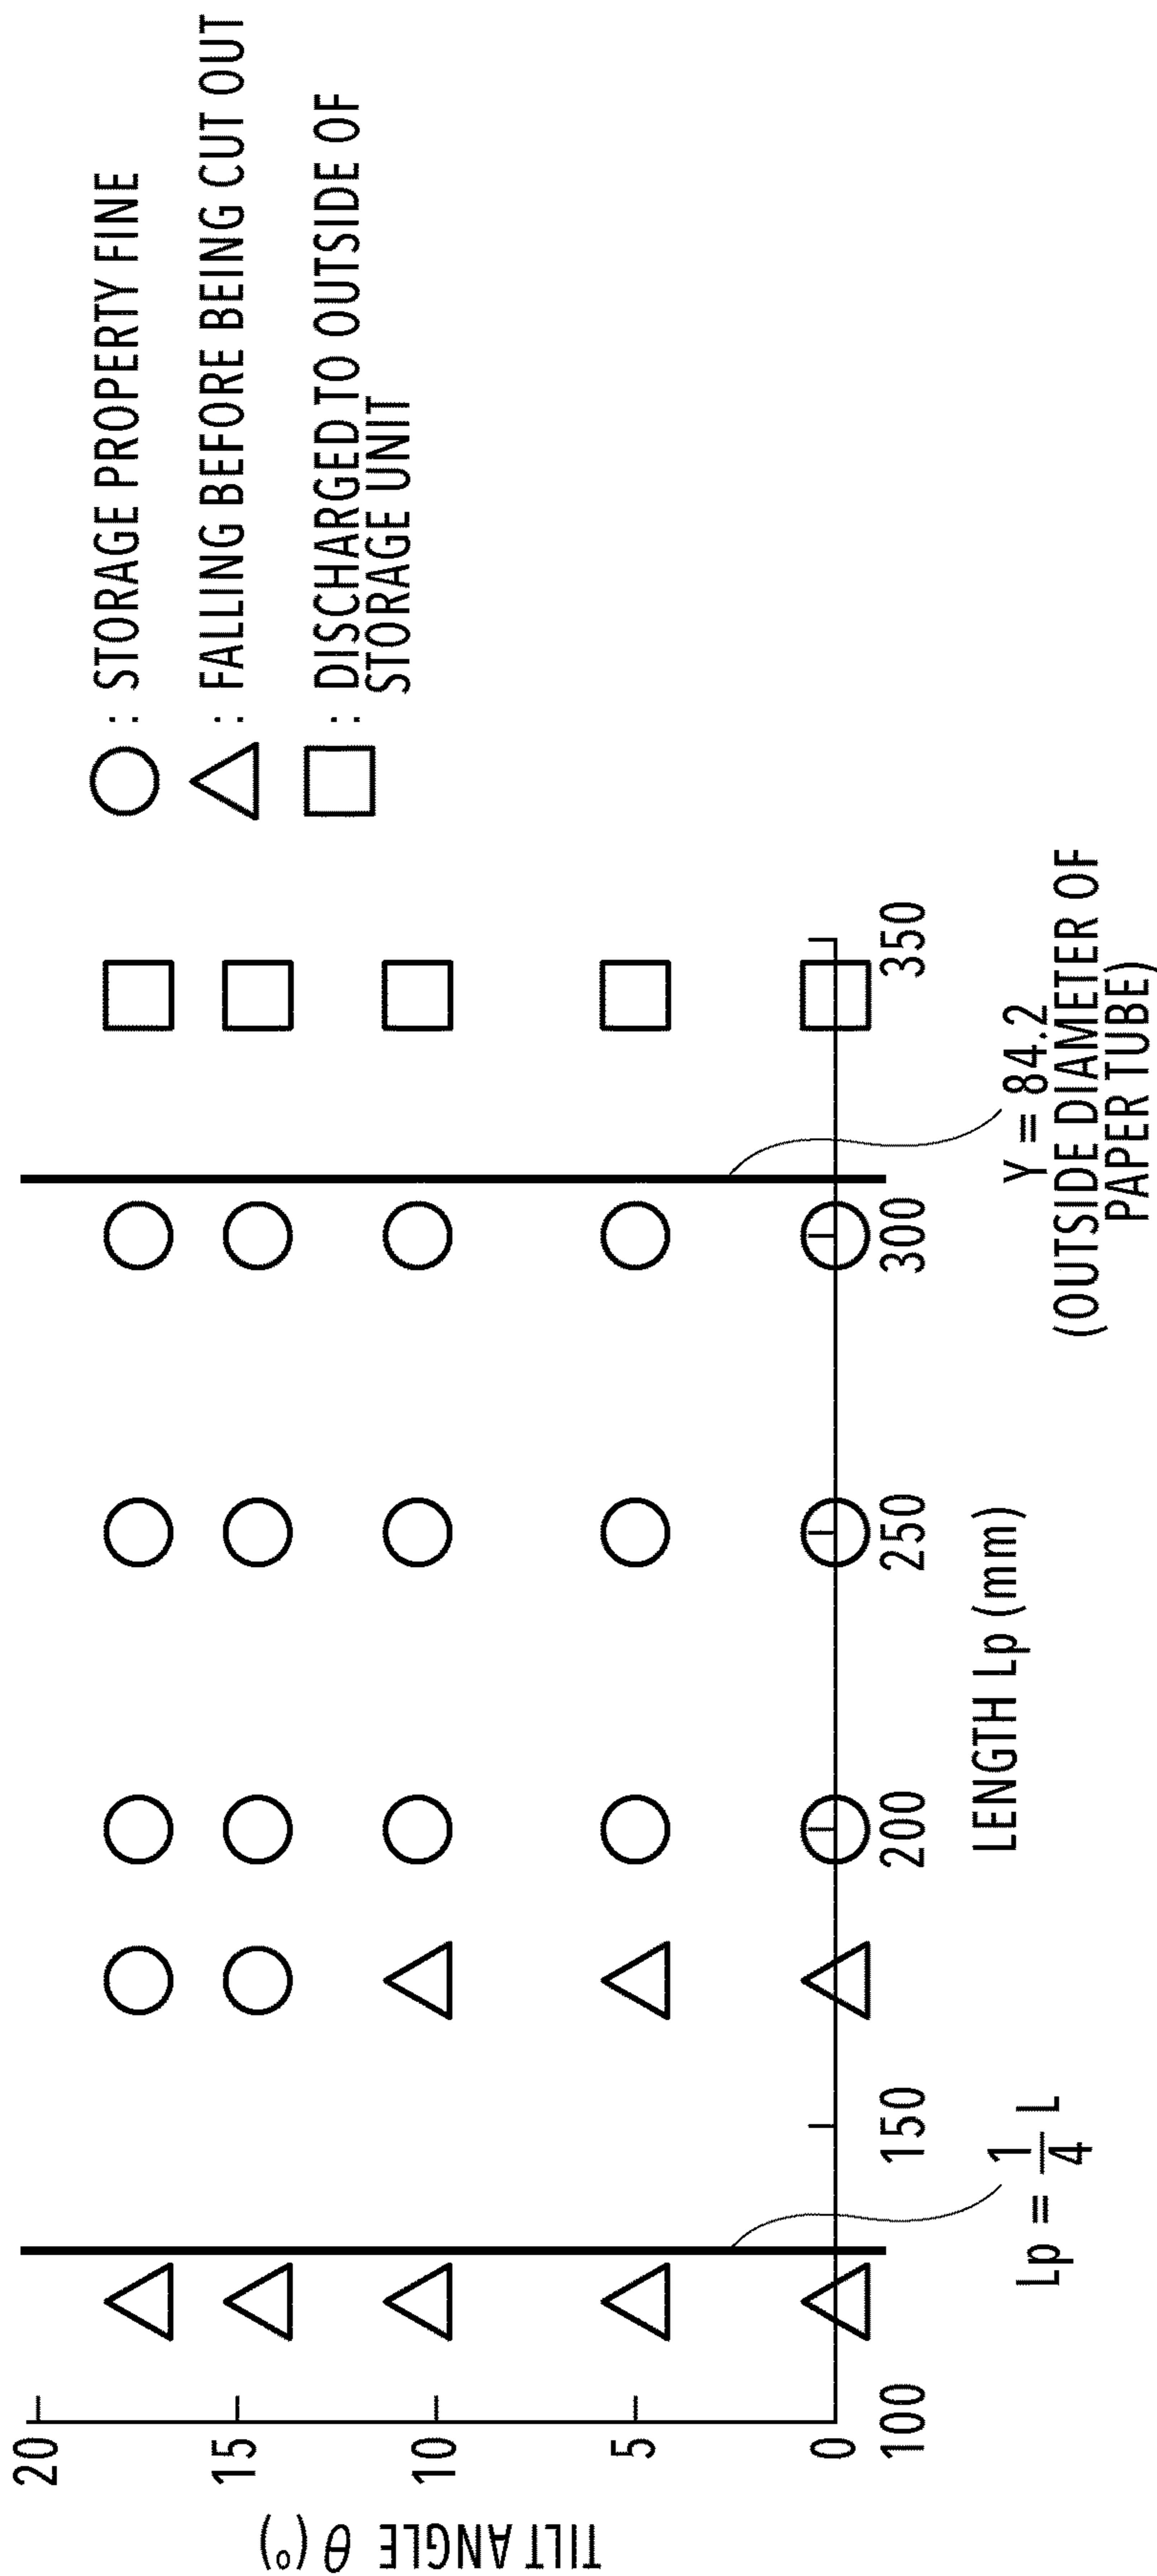 ○ : STORAGE PROPERTY FINE
△ : FALLING BEFORE BEING CUT OUT
□ : DISCHARGED TO OUTSIDE OF
STORAGE UNIT
TILT ANGLE θ (°)
20
15
10
5
0
100
150
200
250
300
350
LENGTH Lp (mm)
Lp = 1/4 L
Y = 84.2
(OUTSIDE DIAMETER OF
PAPER TUBE)